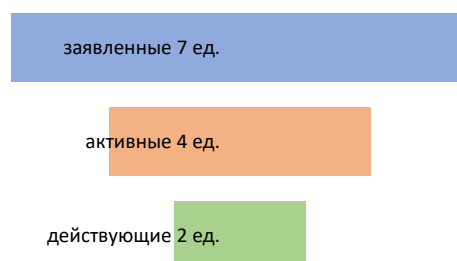 заявленные 7 ед.
активные 4 ед.
действующие 2 ед.